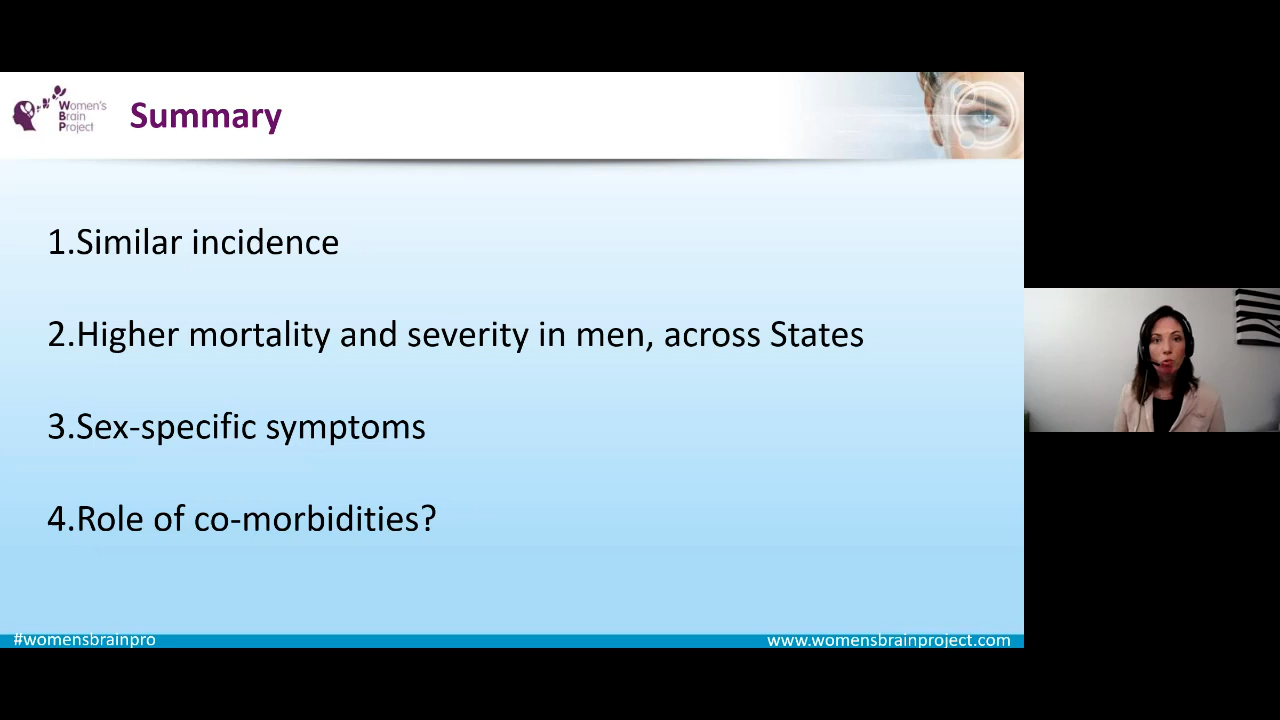 Women's
Brain
Project
Summary
1.Similar incidence
2.Higher mortality and severity in men, across States
3.Sex-specific symptoms
4.Role of co-morbidities?
#womensbrainpro
www.womensbrainproject.com